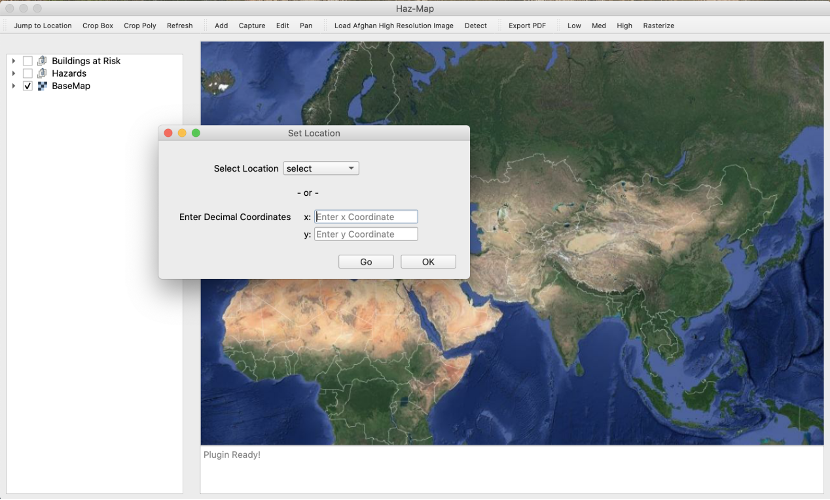 Haz-Map
Jump to Location Crop Box Crop Poly Refresh Add Capture Edit Pan Load Afghan High Resolution Image Detect Export PDF Low Med High Rasterize
Buildings at Risk
Hazards
BaseMap
Set Location
Select Location select
- or -
Enter Decimal Coordinates x: Enter x Coordinate
y: Enter y Coordinate
Go OK
Plugin Ready!